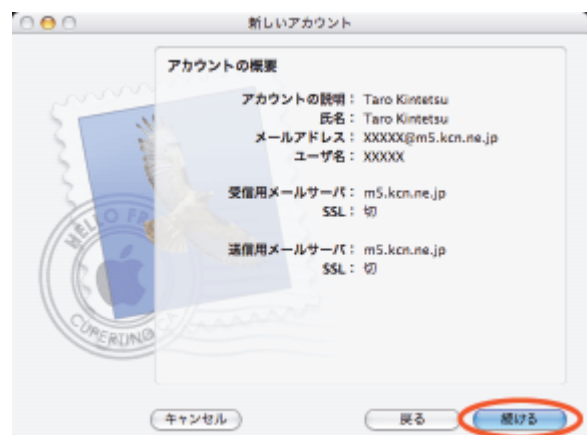 新しいアカウント
アカウントの概要
アカウントの説明： Taro Kintetsu
氏名： Taro Kintetsu
メールアドレス： XXXXX@m5.kcn.ne.jp
ユーザ名： XXXXX
受信用メールサーバ： m5.kcn.ne.jp
SSL： 切
送信用メールサーバ： m5.kcn.ne.jp
SSL： 切
HELLO FR
CUPERTINO
キャンセル
戻る
続ける